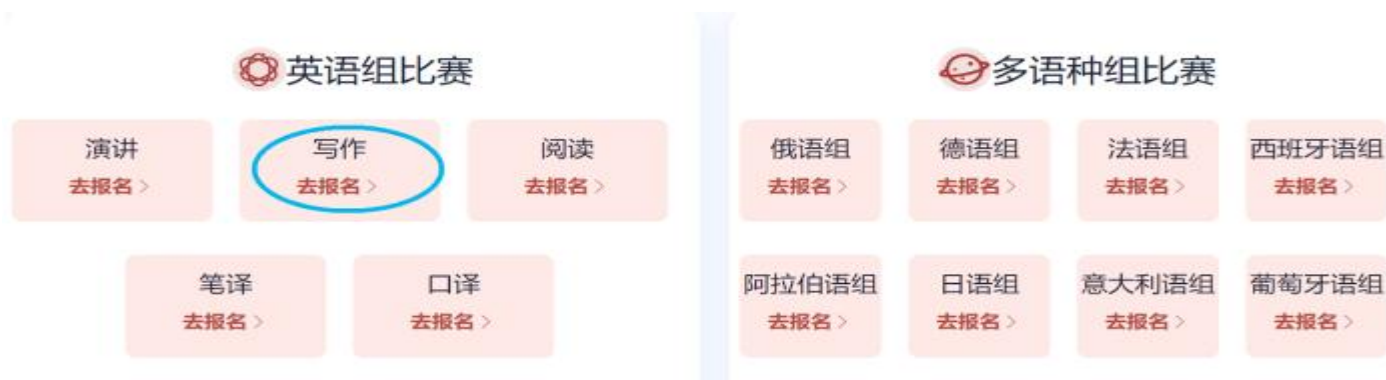 英语组比赛
演讲
去报名 >
写作
去报名 >
阅读
去报名 >
笔译
去报名 >
口译
去报名 >
多语种组比赛
俄语组
去报名 >
德语组
去报名 >
法语组
去报名 >
西班牙语组
去报名 >
阿拉伯语组
去报名 >
日语组
去报名 >
意大利语组
去报名 >
葡萄牙语组
去报名 >